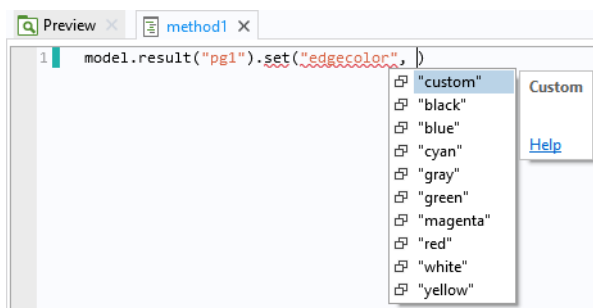 Preview method1
1 model.result("pg1").set("edgecolor", )
"custom"
"black"
"blue"
"cyan"
"gray"
"green"
"magenta"
"red"
"white"
"yellow"
Custom
Help